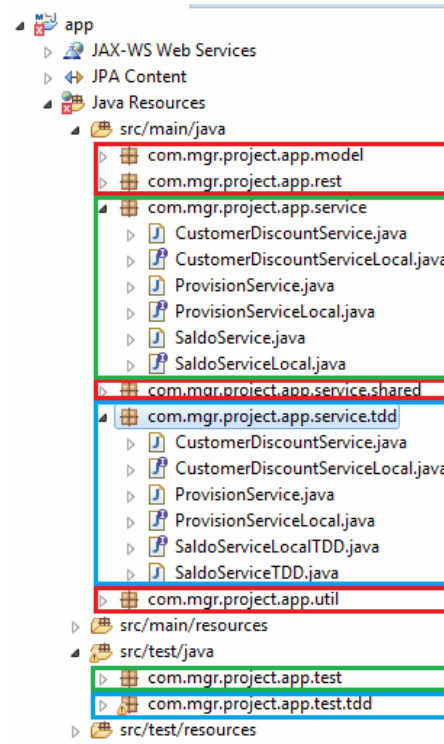 app
JAX-WS Web Services
JPA Content
Java Resources
src/main/java
com.mgr.project.app.model
com.mgr.project.app.rest
com.mgr.project.app.service
CustomerDiscountService.java
CustomerDiscountServiceLocal.java
ProvisionService.java
ProvisionServiceLocal.java
SaldoService.java
SaldoServiceLocal.java
com.mgr.project.app.service.shared
com.mgr.project.app.service.tdd
CustomerDiscountService.java
CustomerDiscountServiceLocal.java
ProvisionService.java
ProvisionServiceLocal.java
SaldoServiceLocalTDD.java
SaldoServiceTDD.java
com.mgr.project.app.util
src/main/resources
src/test/java
com.mgr.project.app.test
com.mgr.project.app.test.tdd
src/test/resources